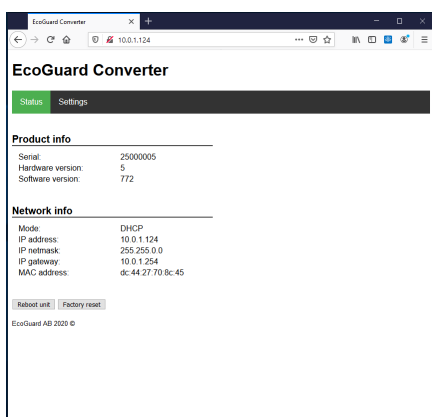 EcoGuard Converter
10.0.1.124
EcoGuard Converter
Status Settings
Product info
Serial: 25000005
Hardware version: 5
Software version: 772
Network info
Mode: DHCP
IP address: 10.0.1.124
IP netmask: 255.255.0.0
IP gateway: 10.0.1.254
MAC address: dc:44:27:70:8c:45
Reboot unit Factory reset
EcoGuard AB 2020 ©